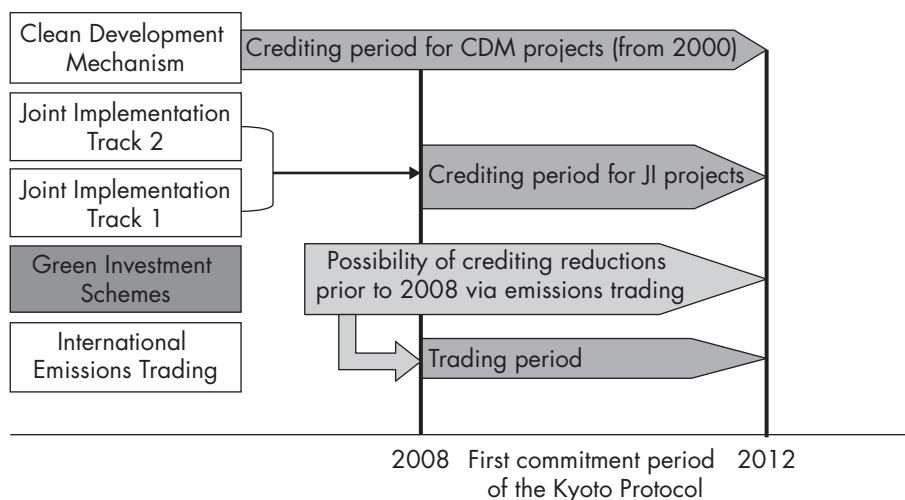 Clean Development
Mechanism
Crediting period for CDM projects (from 2000)
Joint Implementation
Track 2
Joint Implementation
Track 1
Crediting period for JI projects
Green Investment
Schemes
Possibility of crediting reductions
prior to 2008 via emissions trading
International
Emissions Trading
Trading period
2008
First commitment period
of the Kyoto Protocol
2012